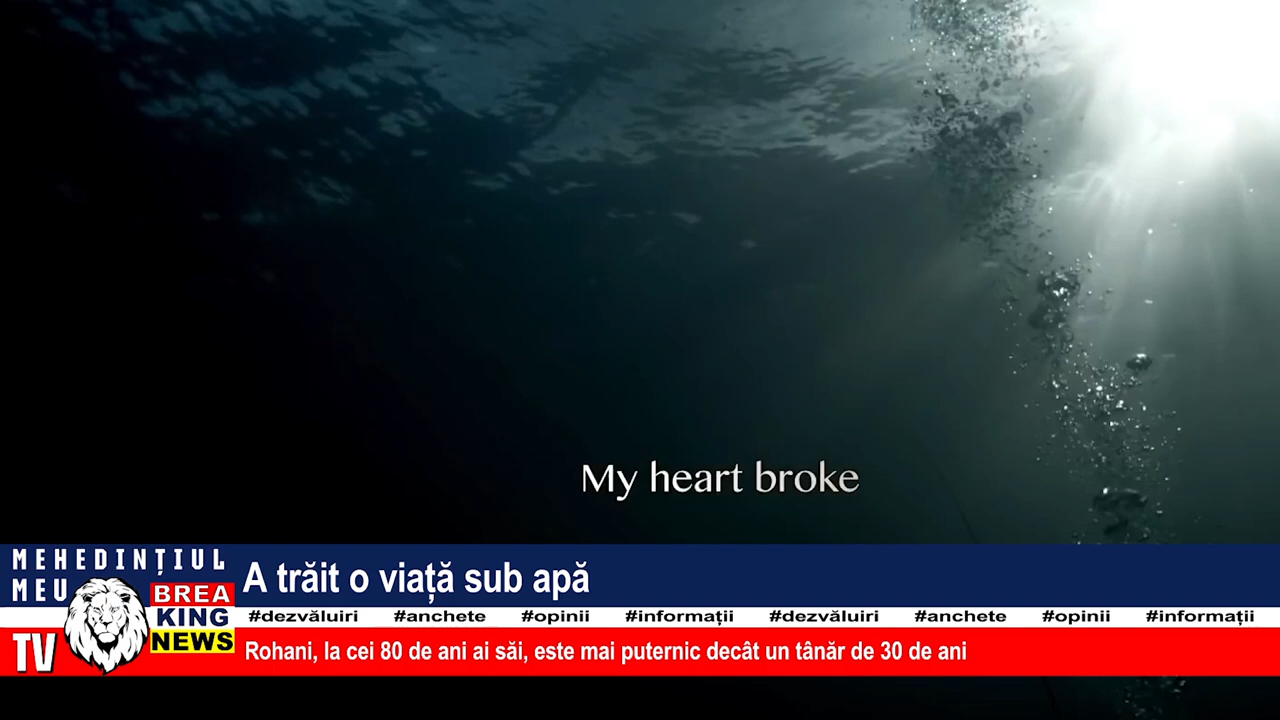 My heart broke
MEHEDINȚIUL
MEU
TV
BREA
KING
NEWS
A trăit o viață sub apă
#dezvăluiri #anchete #opinii #informații #dezvăluiri #anchete #opinii #informații
Rohani, la cei 80 de ani ai săi, este mai puternic decât un tânăr de 30 de ani